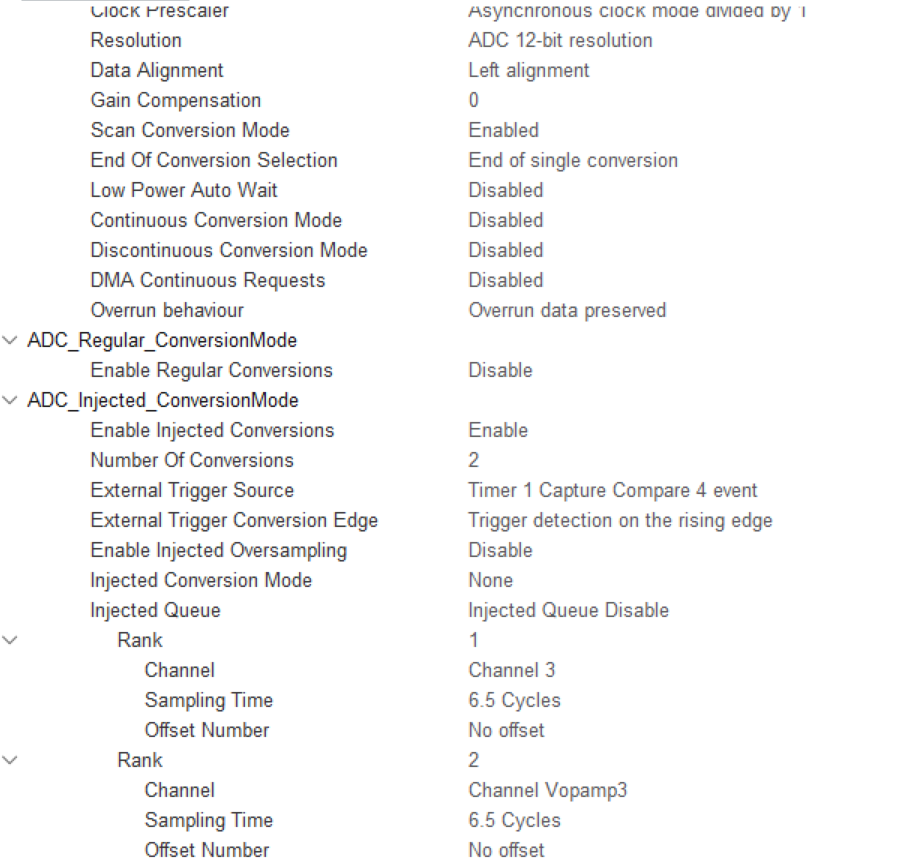 Clock Prescaler Asynchronous clock mode divided by 1
Resolution ADC 12-bit resolution
Data Alignment Left alignment
Gain Compensation 0
Scan Conversion Mode Enabled
End Of Conversion Selection End of single conversion
Low Power Auto Wait Disabled
Continuous Conversion Mode Disabled
Discontinuous Conversion Mode Disabled
DMA Continuous Requests Disabled
Overrun behaviour Overrun data preserved
ADC_Regular_ConversionMode
Enable Regular Conversions Disable
ADC_Injected_ConversionMode
Enable Injected Conversions Enable
Number Of Conversions 2
External Trigger Source Timer 1 Capture Compare 4 event
External Trigger Conversion Edge Trigger detection on the rising edge
Enable Injected Oversampling Disable
Injected Conversion Mode None
Injected Queue Injected Queue Disable
Rank 1
Channel Channel 3
Sampling Time 6.5 Cycles
Offset Number No offset
Rank 2
Channel Channel Vopamp3
Sampling Time 6.5 Cycles
Offset Number No offset